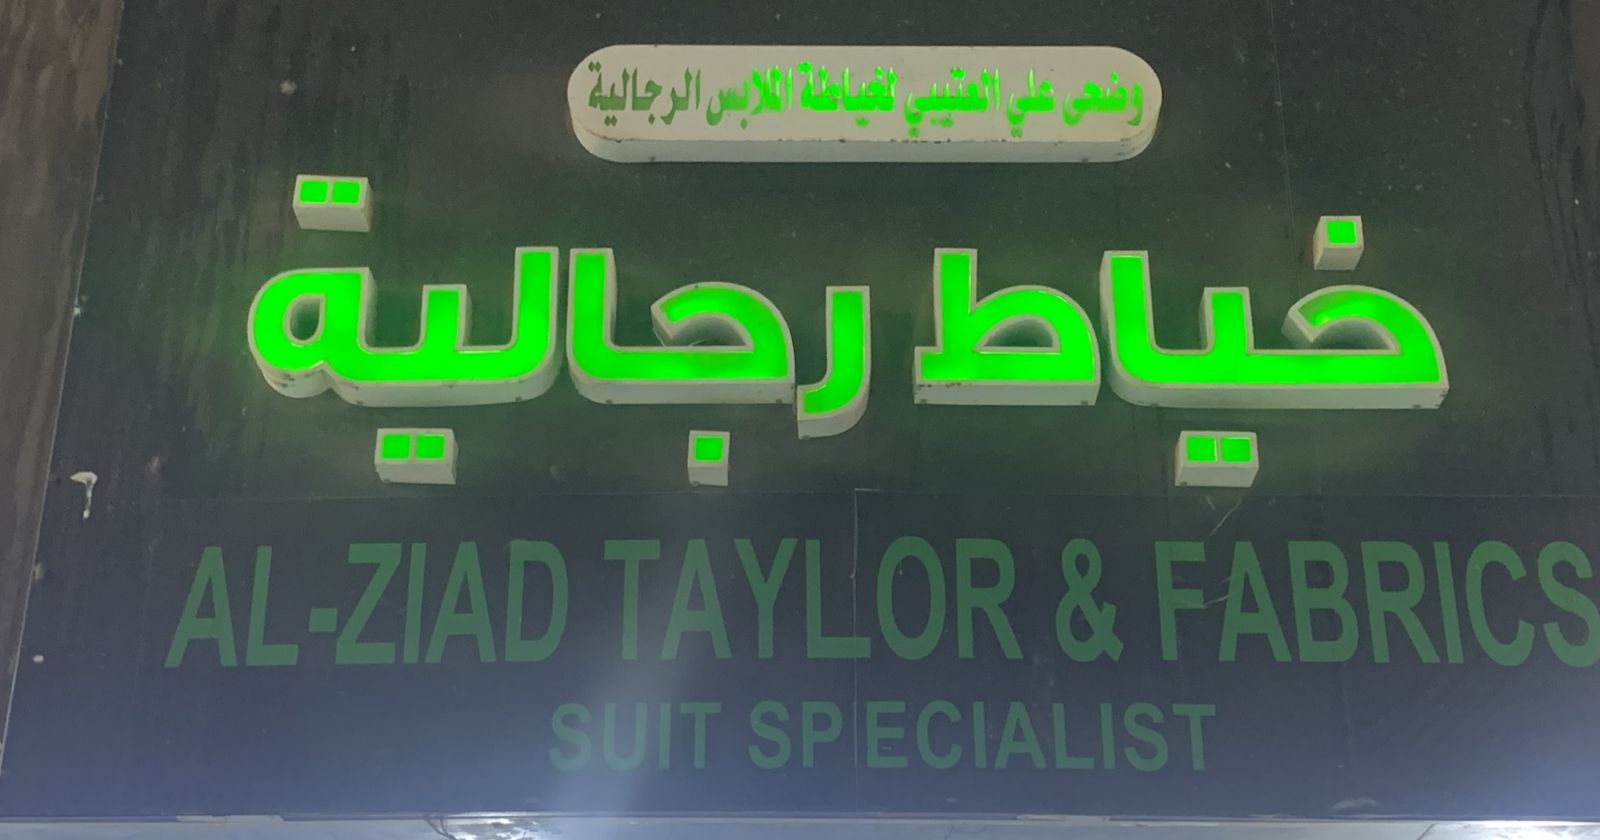 وضحى علي العتيبي لخياطة الملابس الرجالية
خياط رجالية
AL-ZIAD TAYLOR & FABRICS
SUIT SPECIALIST